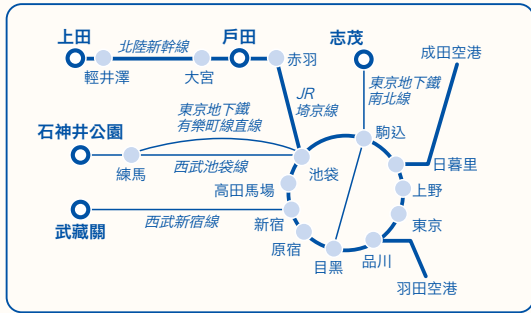 上田
北陸新幹線
戶田
志茂
成田空港
輕井澤
大宮
赤羽
東京地下鐵
南北線
JR
埼京線
東京地下鐵
有樂町線直線
石神井公園
駒込
日暮里
練馬
西武池袋線
池袋
高田馬場
上野
武藏關
西武新宿線
新宿
東京
原宿
目黑
品川
羽田空港